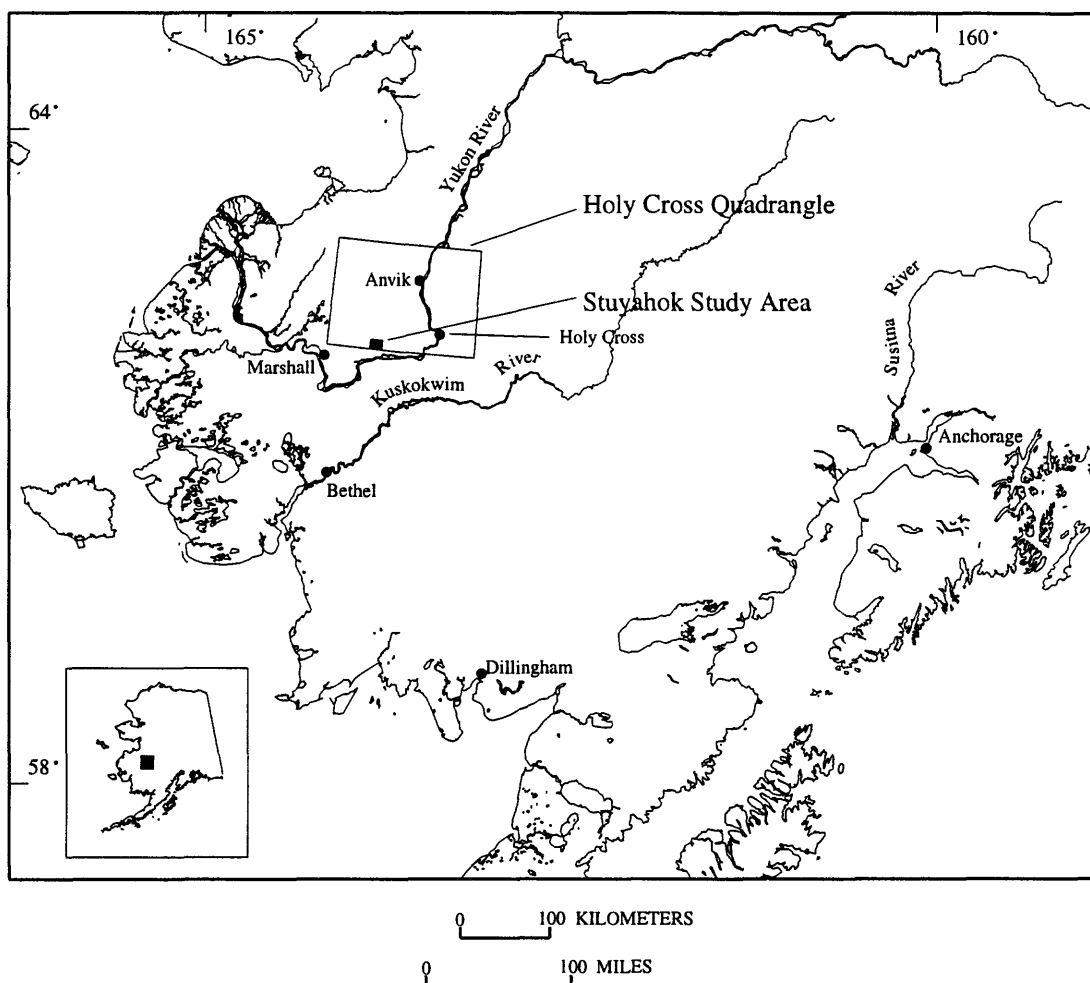 165°
160°
64°
Yukon River
Holy Cross Quadrangle
Anvik
Stuyahok Study Area
Holy Cross
Marshall
Kuskokwim River
Susitna River
Anchorage
Bethel
Dillingham
58°
0 100 KILOMETERS
0 100 MILES